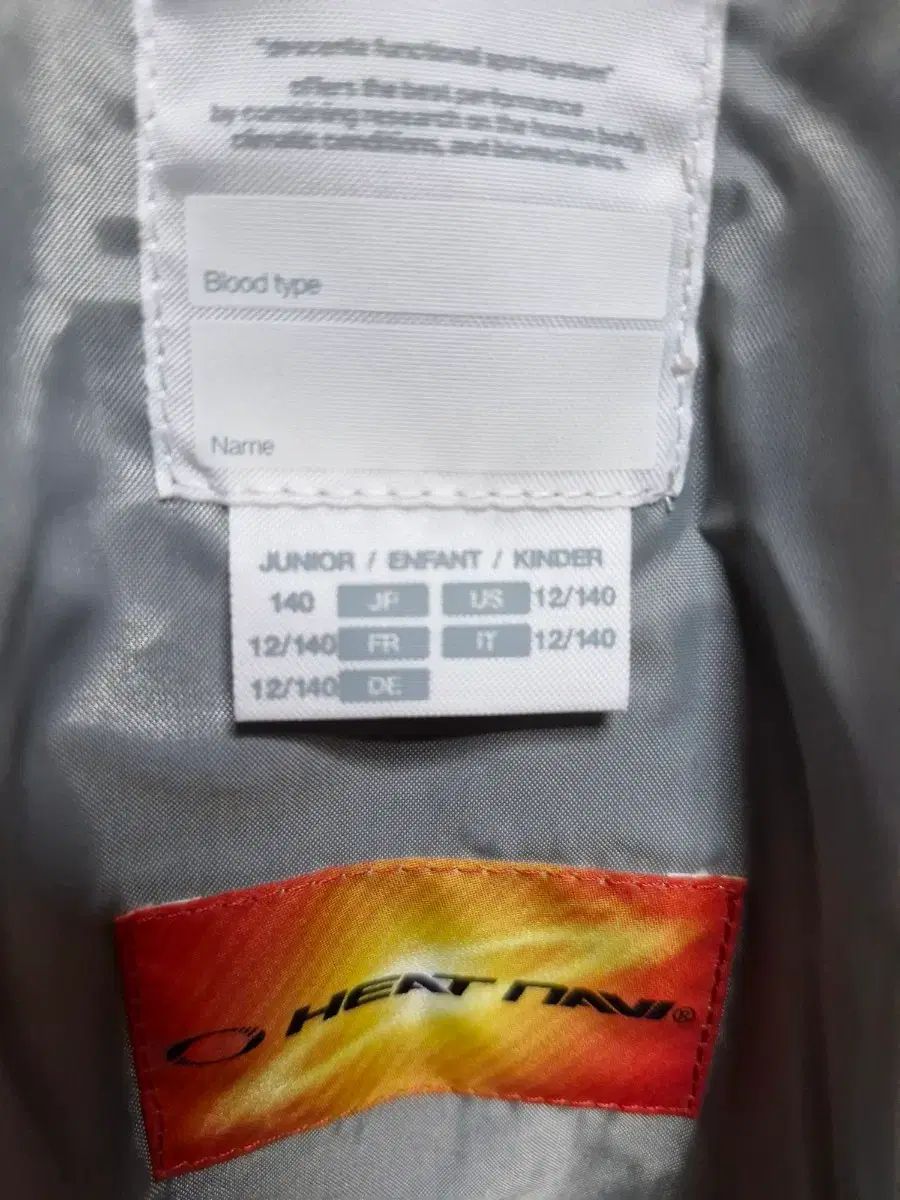 "descente functional sportsystem"
offers the best performance
by combining research on the human body
climatic conditions, and biomechanics.
Blood type
Name
JUNIOR / ENFANT / KINDER
140 JP US 12/140
12/140 FR IT 12/140
12/140 DE
HEAT NAVI®